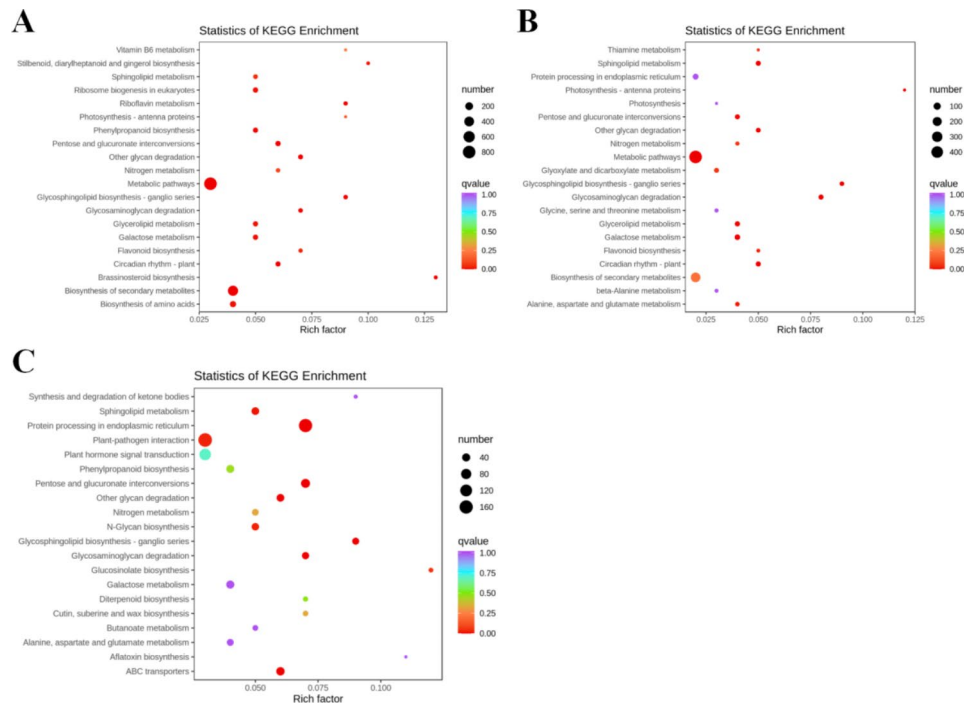 A
Statistics of KEGG Enrichment
Vitamin B6 metabolism
Stilbenoid, diarylheptanoid and gingerol biosynthesis
Sphingolipid metabolism
Ribosome biogenesis in eukaryotes
Riboflavin metabolism
Photosynthesis - antenna proteins
Phenylpropanoid biosynthesis
Pentose and glucuronate interconversions
Other glycan degradation
Nitrogen metabolism
Metabolic pathways
Glycosphingolipid biosynthesis - ganglio series
Glycosaminoglycan degradation
Glycerolipid metabolism
Galactose metabolism
Flavonoid biosynthesis
Circadian rhythm - plant
Brassinosteroid biosynthesis
Biosynthesis of secondary metabolites
Biosynthesis of amino acids
0.025 0.050 0.075 0.100 0.125
Rich factor
number
200
400
600
800
qvalue
1.00
0.75
0.50
0.25
0.00
B
Statistics of KEGG Enrichment
Thiamine metabolism
Sphingolipid metabolism
Protein processing in endoplasmic reticulum
Photosynthesis - antenna proteins
Photosynthesis
Pentose and glucuronate interconversions
Other glycan degradation
Nitrogen metabolism
Metabolic pathways
Glyoxylate and dicarboxylate metabolism
Glycosphingolipid biosynthesis - ganglio series
Glycosaminoglycan degradation
Glycine, serine and threonine metabolism
Glycerolipid metabolism
Galactose metabolism
Flavonoid biosynthesis
Circadian rhythm - plant
Biosynthesis of secondary metabolites
beta-Alanine metabolism
Alanine, aspartate and glutamate metabolism
0.025 0.050 0.075 0.100 0.125
Rich factor
number
100
200
300
400
qvalue
1.00
0.75
0.50
0.25
0.00
C
Statistics of KEGG Enrichment
Synthesis and degradation of ketone bodies
Sphingolipid metabolism
Protein processing in endoplasmic reticulum
Plant-pathogen interaction
Plant hormone signal transduction
Phenylpropanoid biosynthesis
Pentose and glucuronate interconversions
Other glycan degradation
Nitrogen metabolism
N-Glycan biosynthesis
Glycosphingolipid biosynthesis - ganglio series
Glycosaminoglycan degradation
Glucosinolate biosynthesis
Galactose metabolism
Diterpenoid biosynthesis
Cutin, suberine and wax biosynthesis
Butanoate metabolism
Alanine, aspartate and glutamate metabolism
Aflatoxin biosynthesis
ABC transporters
0.050 0.075 0.100
Rich factor
number
40
80
120
160
qvalue
1.00
0.75
0.50
0.25
0.00